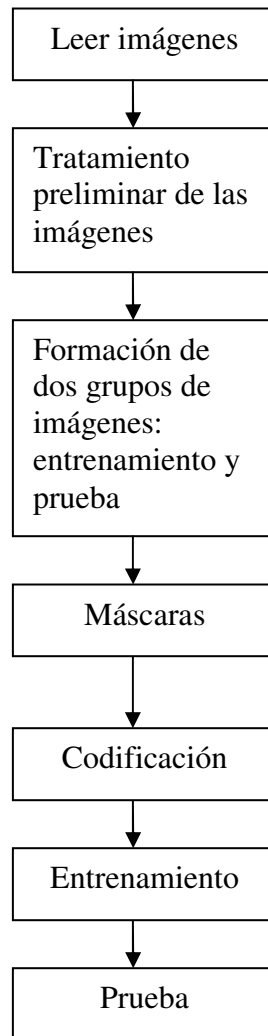 Leer imágenes
Tratamiento
preliminar de las
imágenes
Formación de
dos grupos de
imágenes:
entrenamiento y
prueba
Máscaras
Codificación
Entrenamiento
Prueba